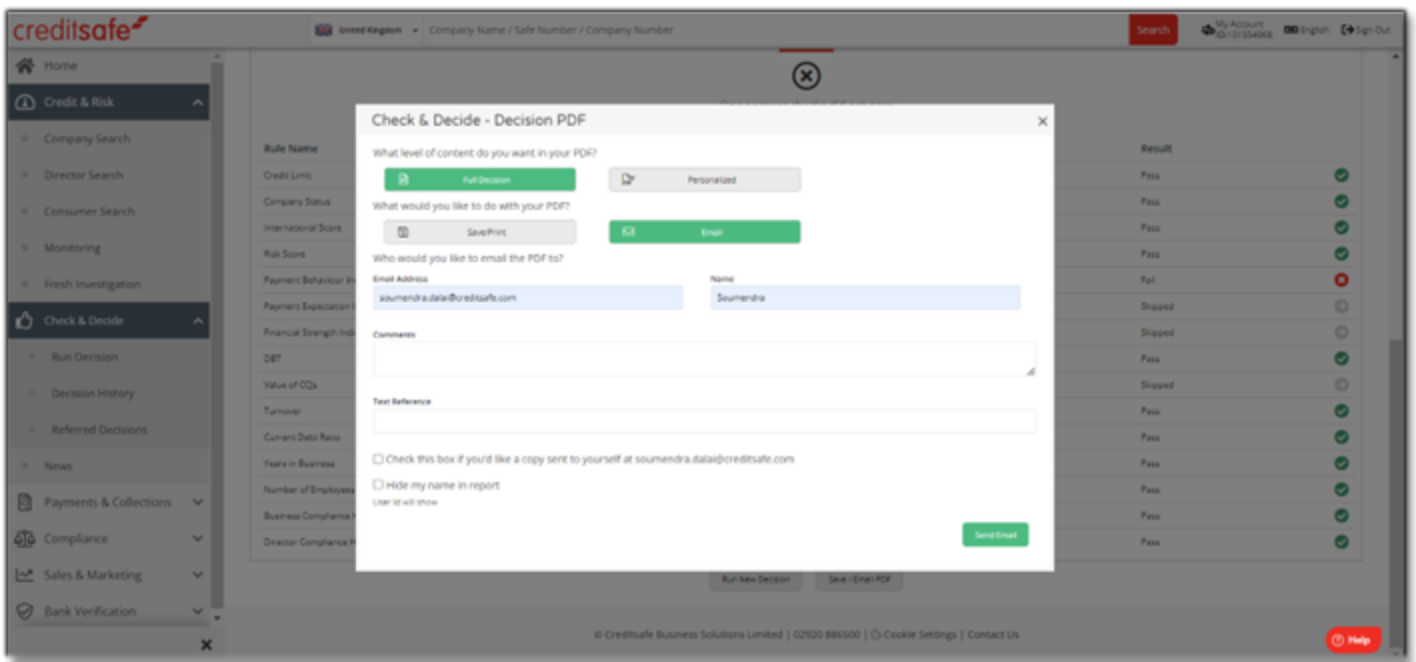 creditsafe
United Kingdom
Company Name / Safe Number / Company Number
Search
My Account
English
Sign Out
Home
Credit & Risk
Company Search
Director Search
Consumer Search
Monitoring
Fresh Investigation
Check & Decide
Run Decision
Decision History
Referred Decisions
News
Payments & Collections
Compliance
Sales & Marketing
Bank Verification
Check & Decide - Decision PDF
What level of content do you want in your PDF?
Full Decision
Personalized
What would you like to do with your PDF?
Save/Print
Email
Who would you like to email the PDF to?
Email Address
Name
soumendra.dalai@creditsafe.com
Soumendra
Comments
Text Reference
Check this box if you'd like a copy sent to yourself at soumendra.dalai@creditsafe.com
Hide my name in report
User Id will show
Send Email
Rule Name
Result
Credit Limit
Pass
Company Status
Pass
International Score
Pass
Risk Score
Pass
Payment Behaviour
Fail
Payment Expectation
Skipped
Financial Strength
Skipped
DBT
Pass
Value of CCJs
Skipped
Turnover
Pass
Current Debt Ratio
Pass
Years in Business
Pass
Number of Employees
Pass
Business Compliance
Pass
Director Compliance
Pass
Run New Decision
Save / Email PDF
© Creditsafe Business Solutions Limited | 02920 886500 | Cookie Settings | Contact Us
Help